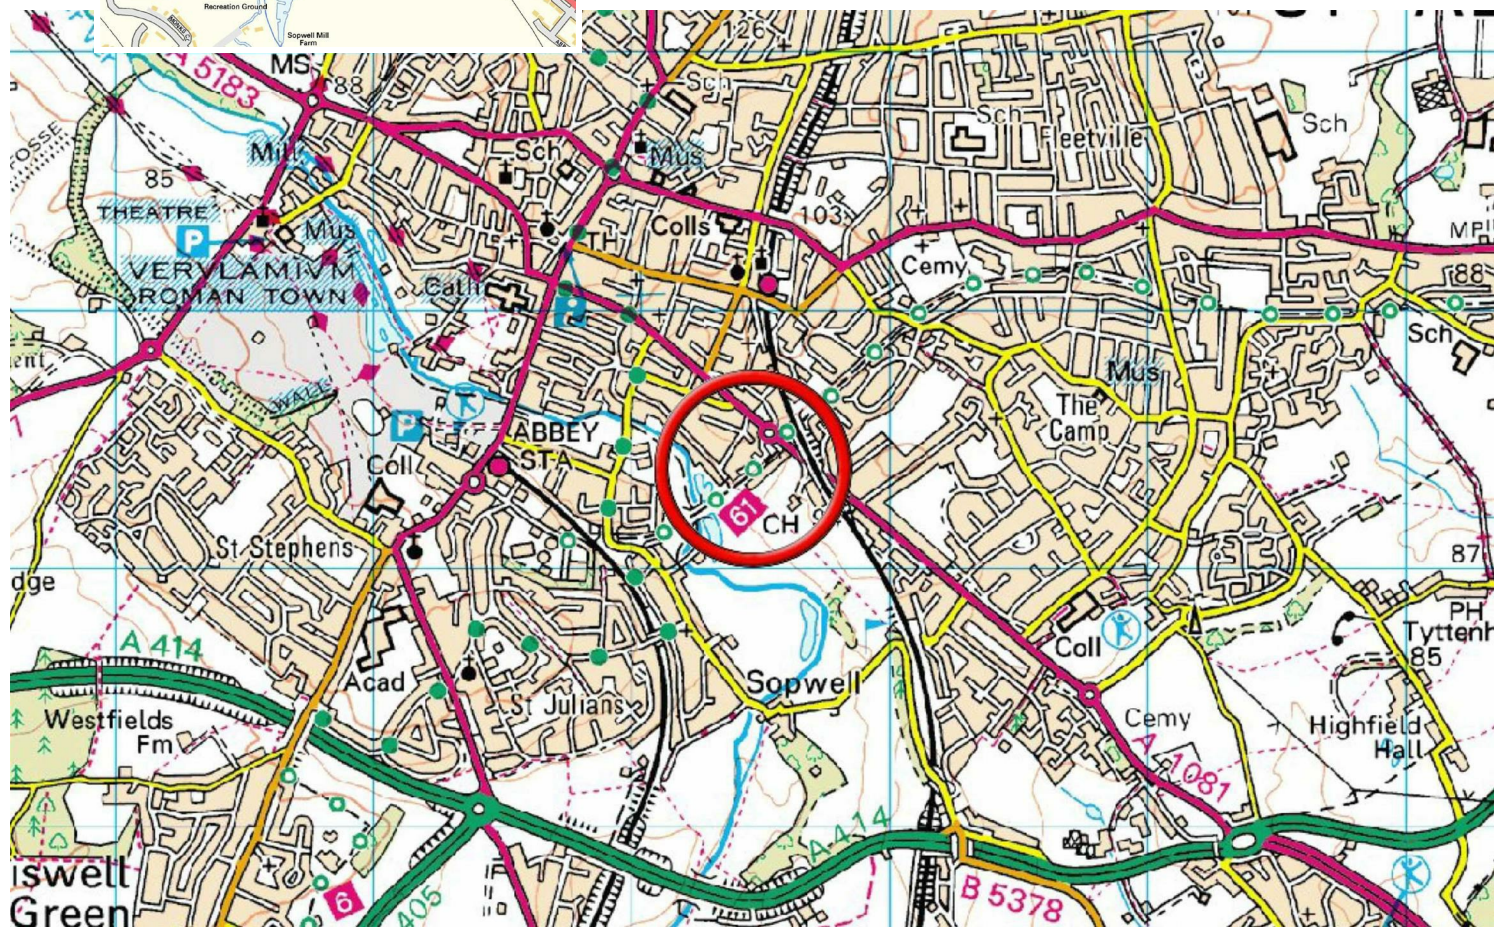 Recreation Ground
Sopwell Mill
Farm
126
A 5183
MS
88
Sch
Sch
Fleetville
Sch
Mus
Sch
85
THEATRE
P
Mus
TH
Colls
103
Cemy
MP
88
VERVLAMIVM
ROMAN TOWN
Cath
P
Sch
WALL
Mus
The
Camp
P
ABBEY
STA
Coll
61
CH
St Stephens
87
dge
PH
Tyttenh
85
A 414
Coll
Acad
Sopwell
St Julians
Westfields
Fm
Cemy
Highfield
Hall
A 1081
A 414
iswell
Green
6
405
B 5378